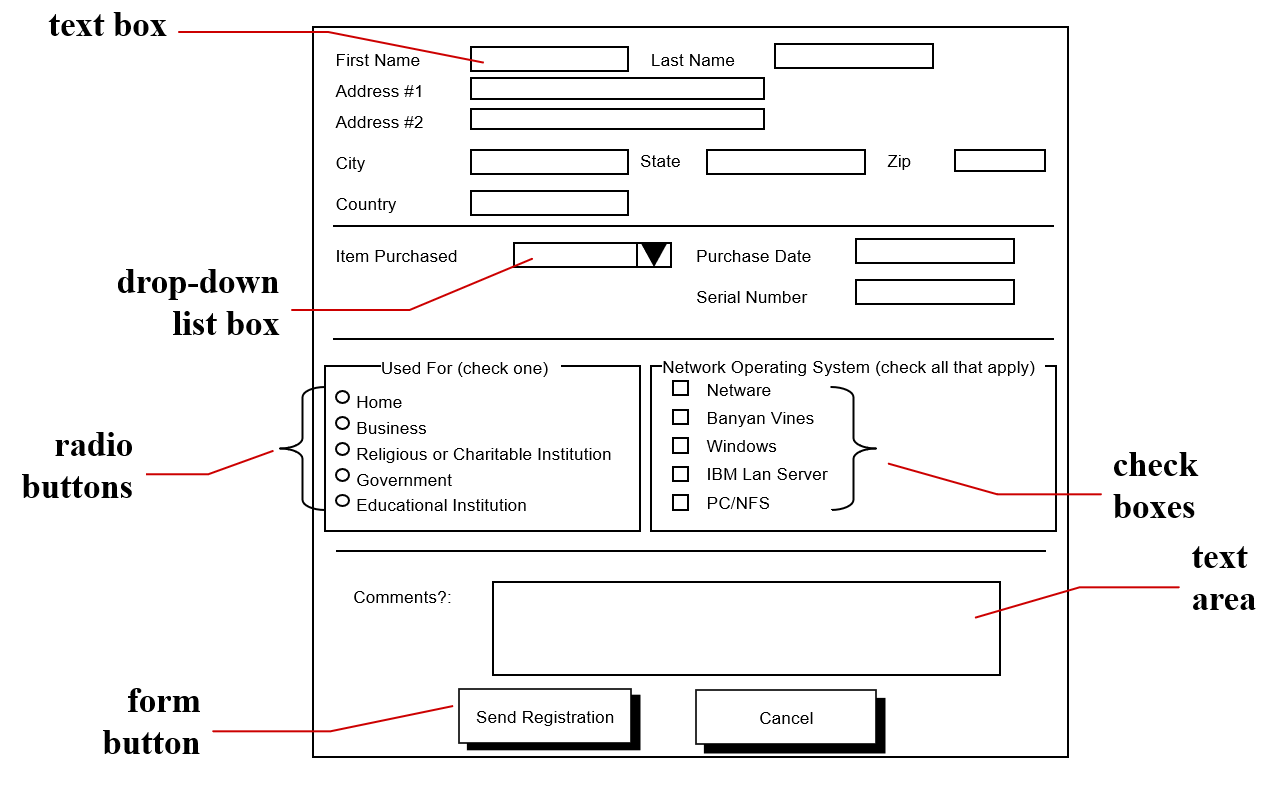 text box
First Name
Last Name
Address #1
Address #2
City
State
Zip
Country
Item Purchased
Purchase Date
drop-down
list box
Serial Number
Used For (check one)
Network Operating System (check all that apply)
Home
Business
Religious or Charitable Institution
Government
Educational Institution
Netware
Banyan Vines
Windows
IBM Lan Server
PC/NFS
radio
buttons
check
boxes
text
area
Comments?:
form
button
Send Registration
Cancel